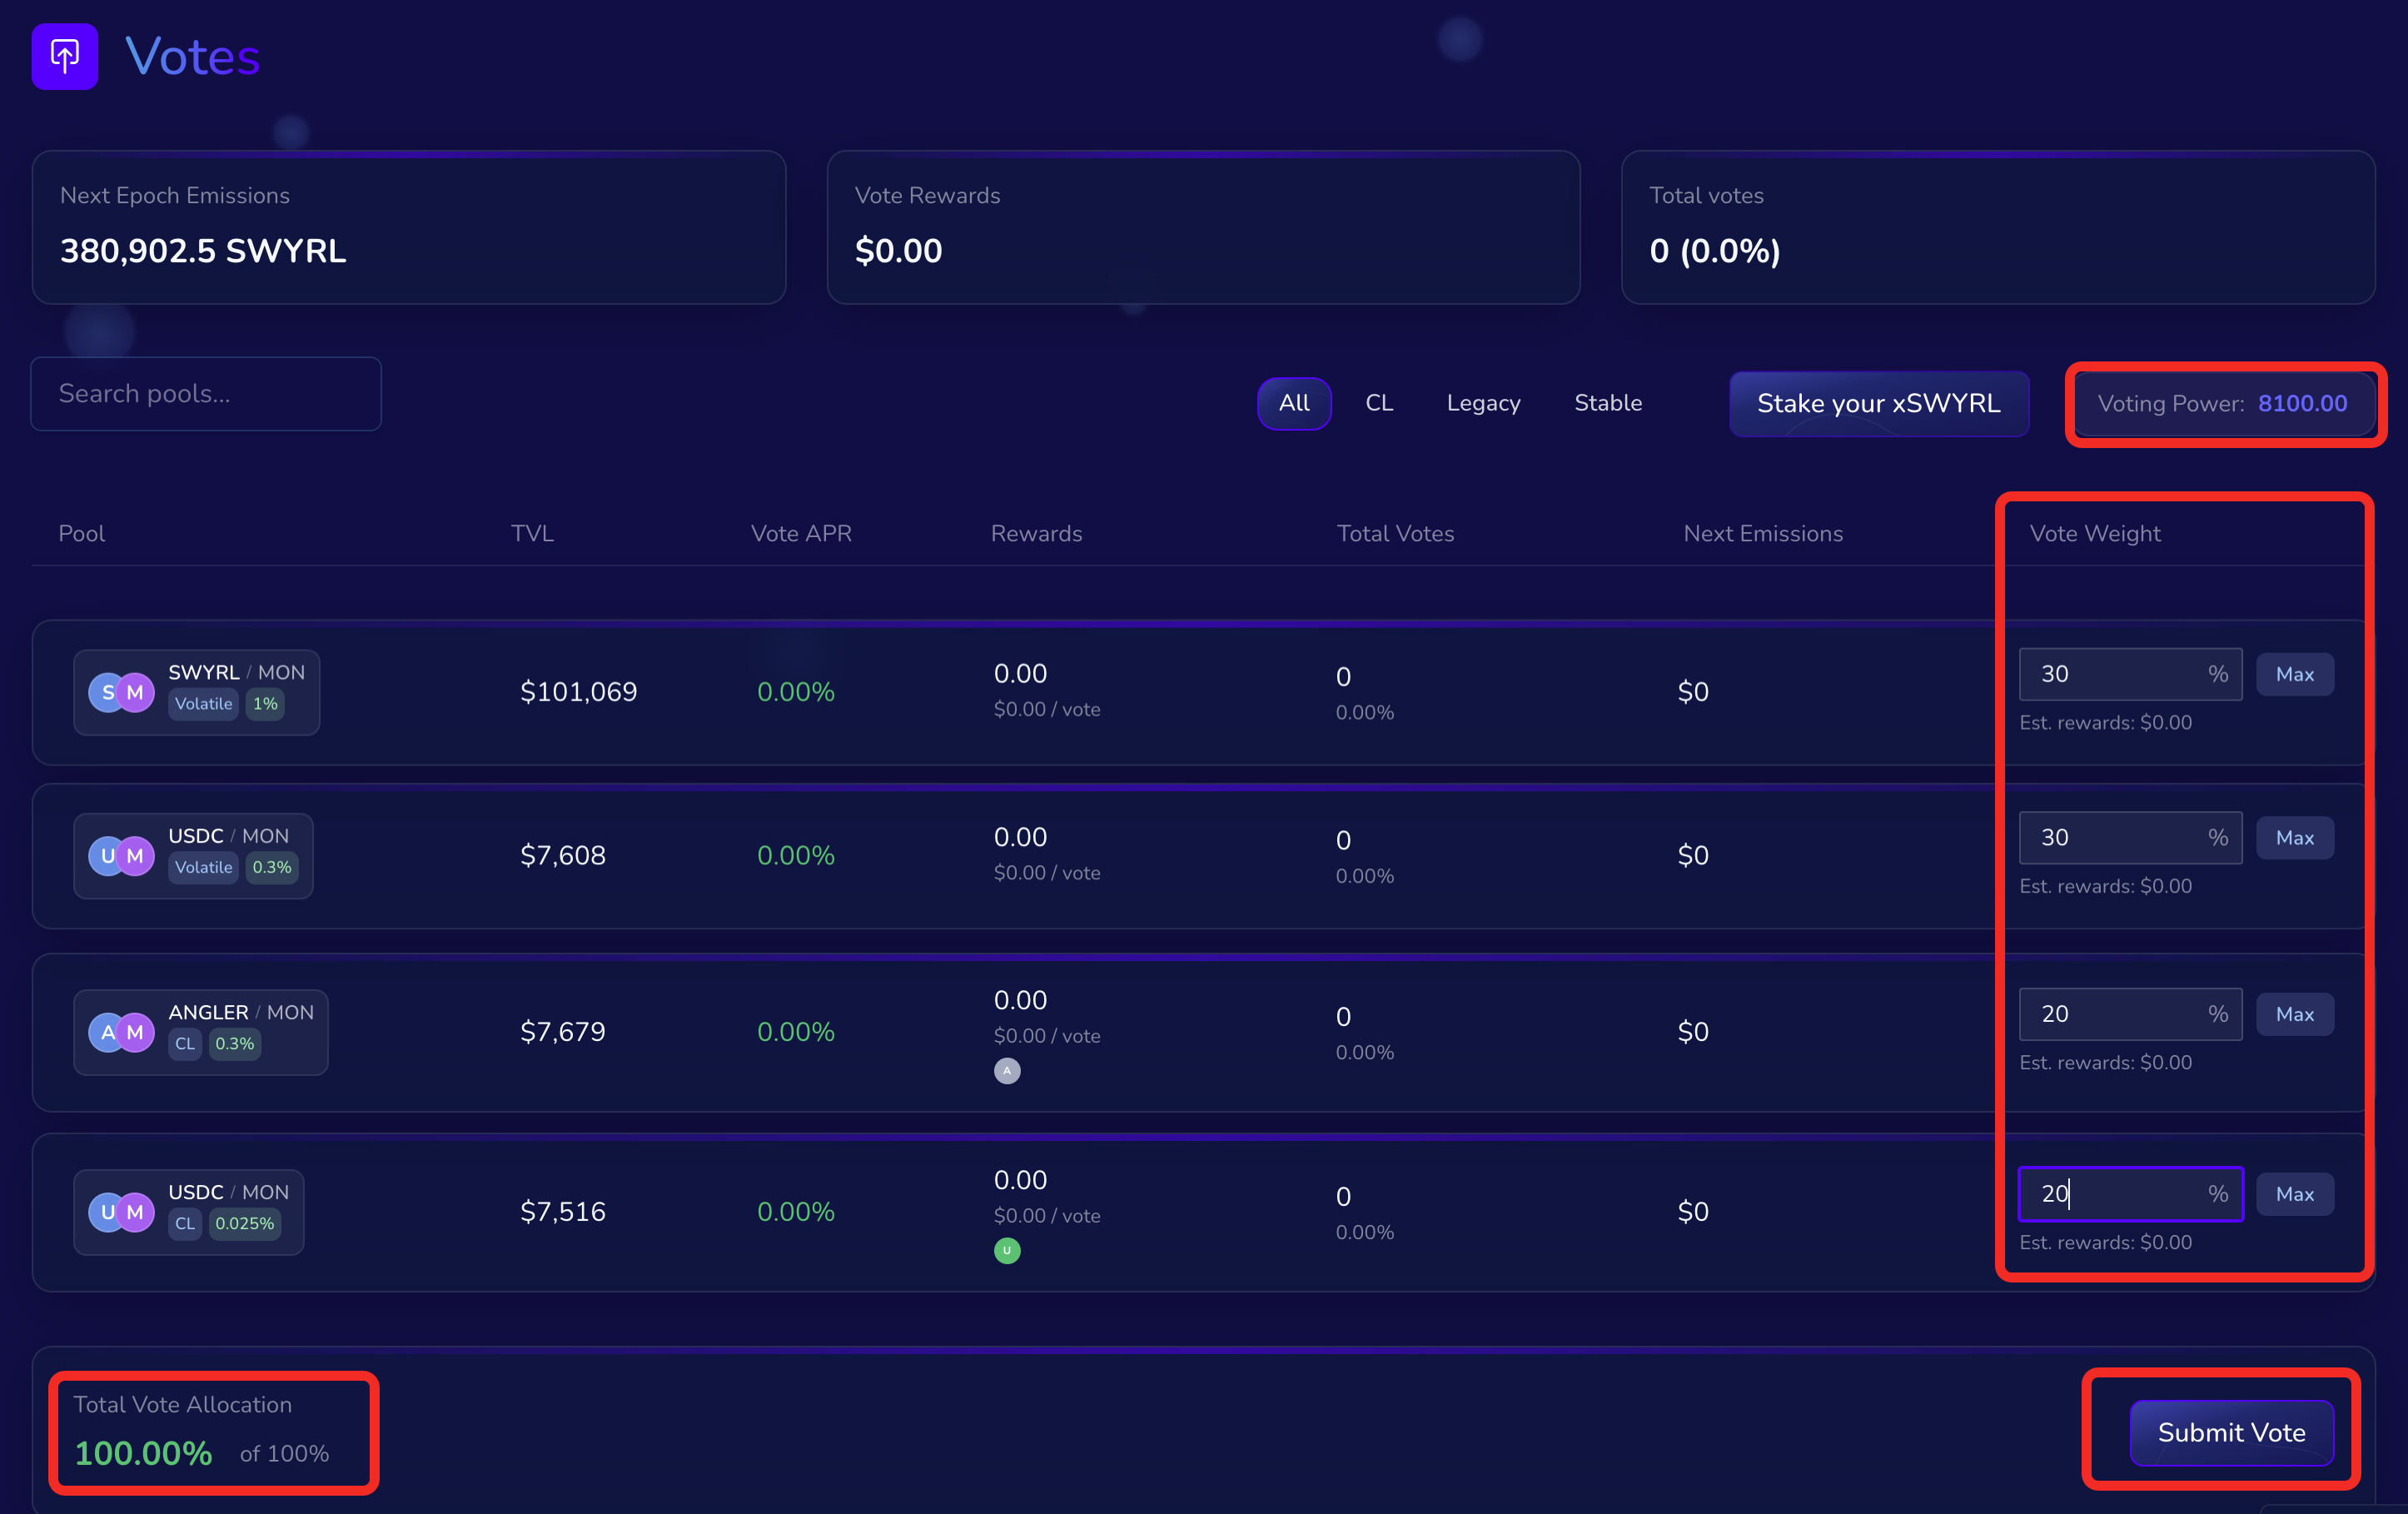 Votes
Next Epoch Emissions
380,902.5 SWYRL
Vote Rewards
$0.00
Total votes
0 (0.0%)
Search pools...
All
CL
Legacy
Stable
Stake your xSWYRL
Voting Power: 8100.00
Pool
TVL
Vote APR
Rewards
Total Votes
Next Emissions
Vote Weight
S M
SWYRL / MON
Volatile 1%
$101,069
0.00%
0.00
$0.00 / vote
0
0.00%
$0
30 %
Max
Est. rewards: $0.00
U M
USDC / MON
Volatile 0.3%
$7,608
0.00%
0.00
$0.00 / vote
0
0.00%
$0
30 %
Max
Est. rewards: $0.00
A M
ANGLER / MON
CL 0.3%
$7,679
0.00%
0.00
$0.00 / vote
A
0
0.00%
$0
20 %
Max
Est. rewards: $0.00
U M
USDC / MON
CL 0.025%
$7,516
0.00%
0.00
$0.00 / vote
U
0
0.00%
$0
20 %
Max
Est. rewards: $0.00
Total Vote Allocation
100.00% of 100%
Submit Vote